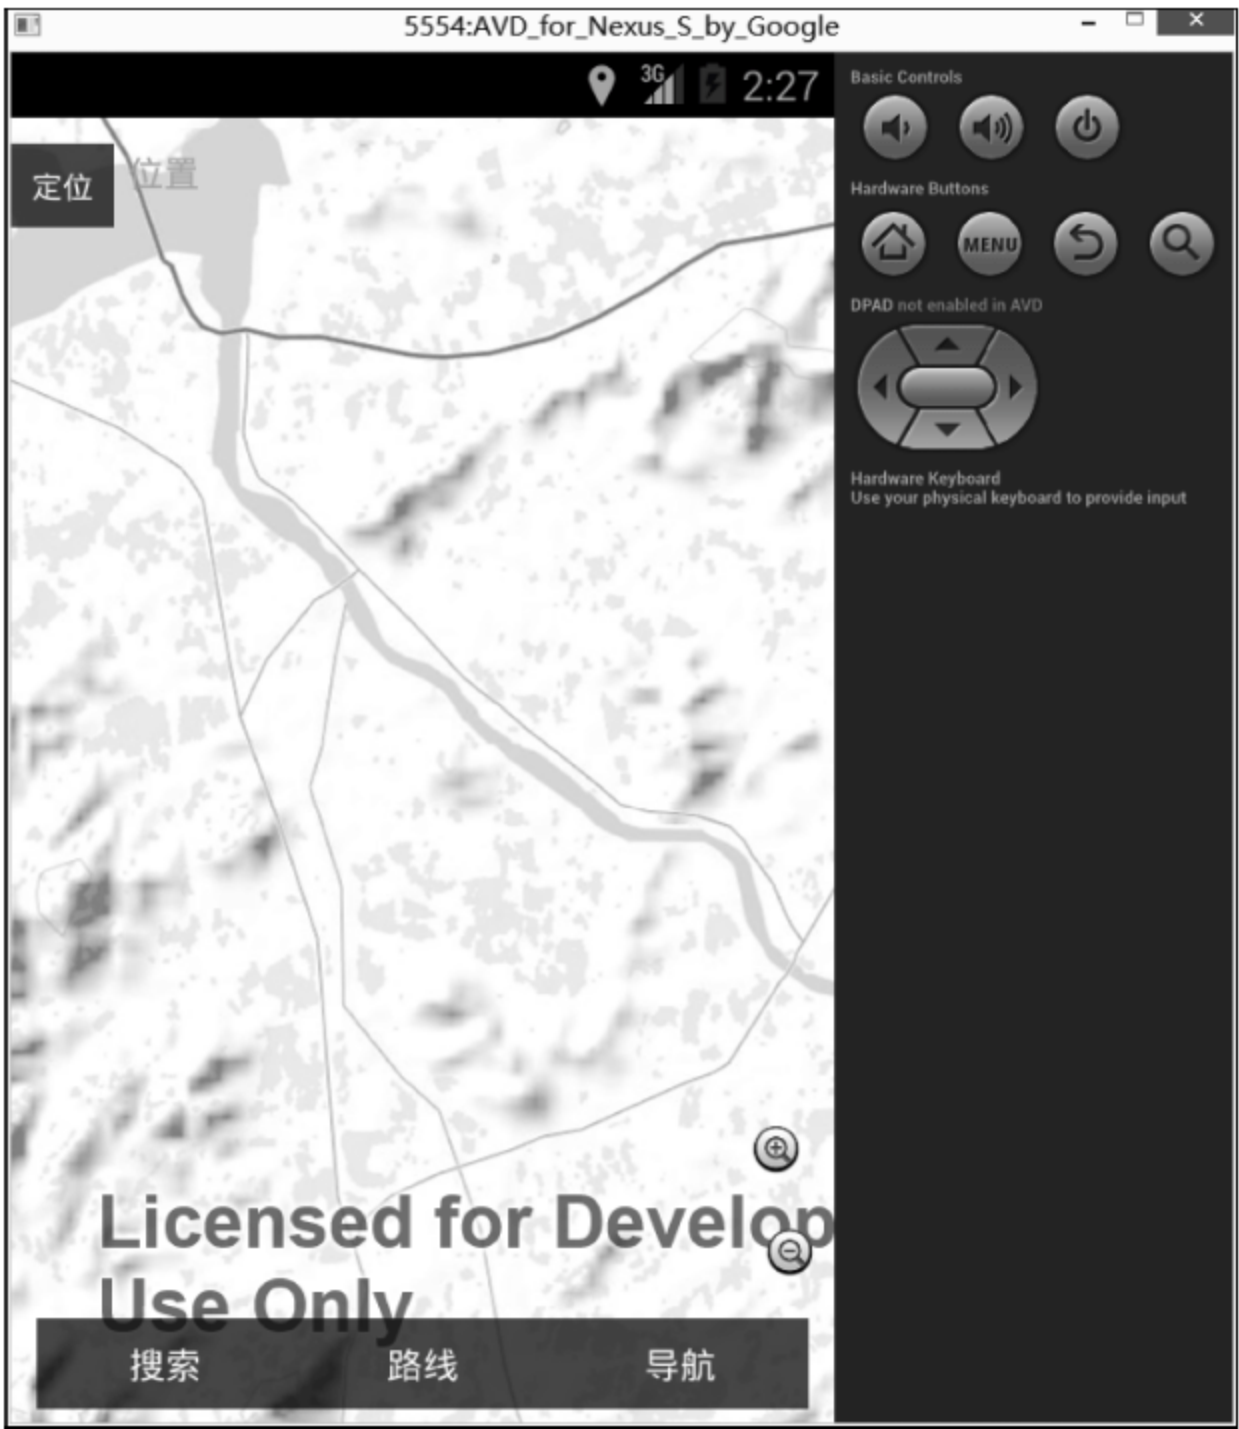 5554:AVD_for_Nexus_S_by_Google
3G 2:27
定位
位置
Licensed for Develop
Use Only
搜索 路线 导航
Basic Controls
Hardware Buttons
MENU
DPAD not enabled in AVD
Hardware Keyboard
Use your physical keyboard to provide input